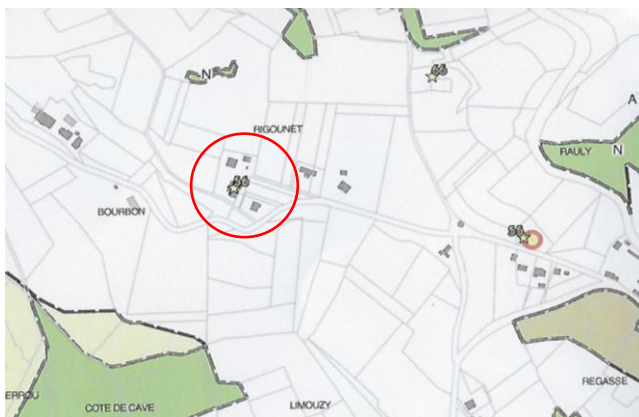 66
N
A
RIGOUNET
N
RAULY
56
BOURBON
55
REGASSE
ERROU
COTE DE CAVE
LIMOUZY